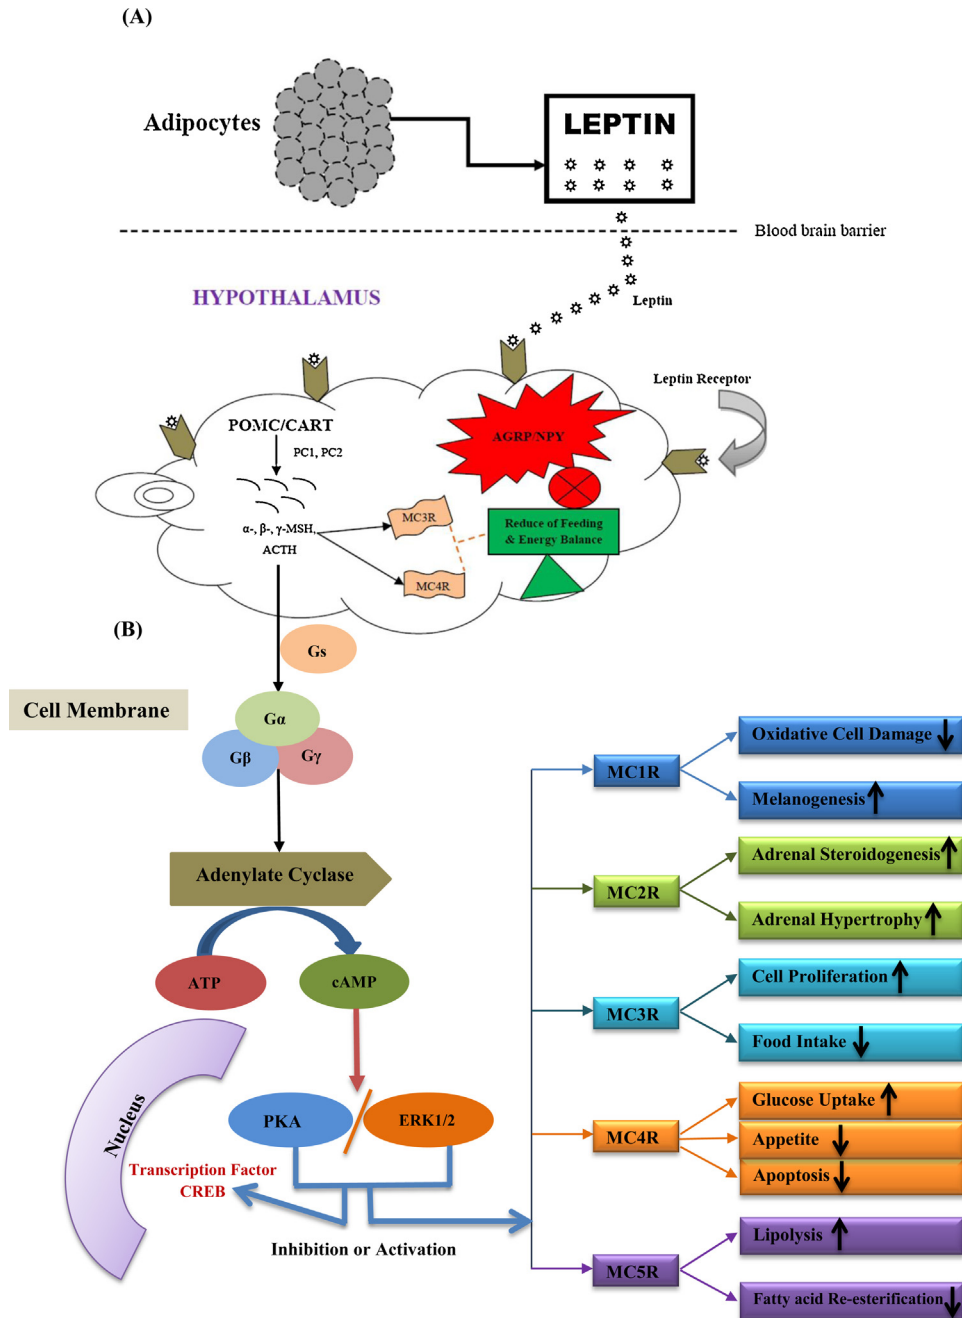 (A)
Adipocytes
LEPTIN
Blood brain barrier
HYPOTHALAMUS
Leptin
Leptin Receptor
POMC/CART
AGRP/NPY
PC1, PC2
α-, β-, γ-MSH,
ACTH
MC3R
MC4R
Reduce of Feeding
& Energy Balance
(B)
Gs
Cell Membrane
Gα
Gβ
Gγ
Adenylate Cyclase
ATP
cAMP
Nucleus
PKA
ERK1/2
Transcription Factor
CREB
Inhibition or Activation
MC1R
Oxidative Cell Damage
Melanogenesis
MC2R
Adrenal Steroidogenesis
Adrenal Hypertrophy
MC3R
Cell Proliferation
Food Intake
MC4R
Glucose Uptake
Appetite
Apoptosis
MC5R
Lipolysis
Fatty acid Re-esterification